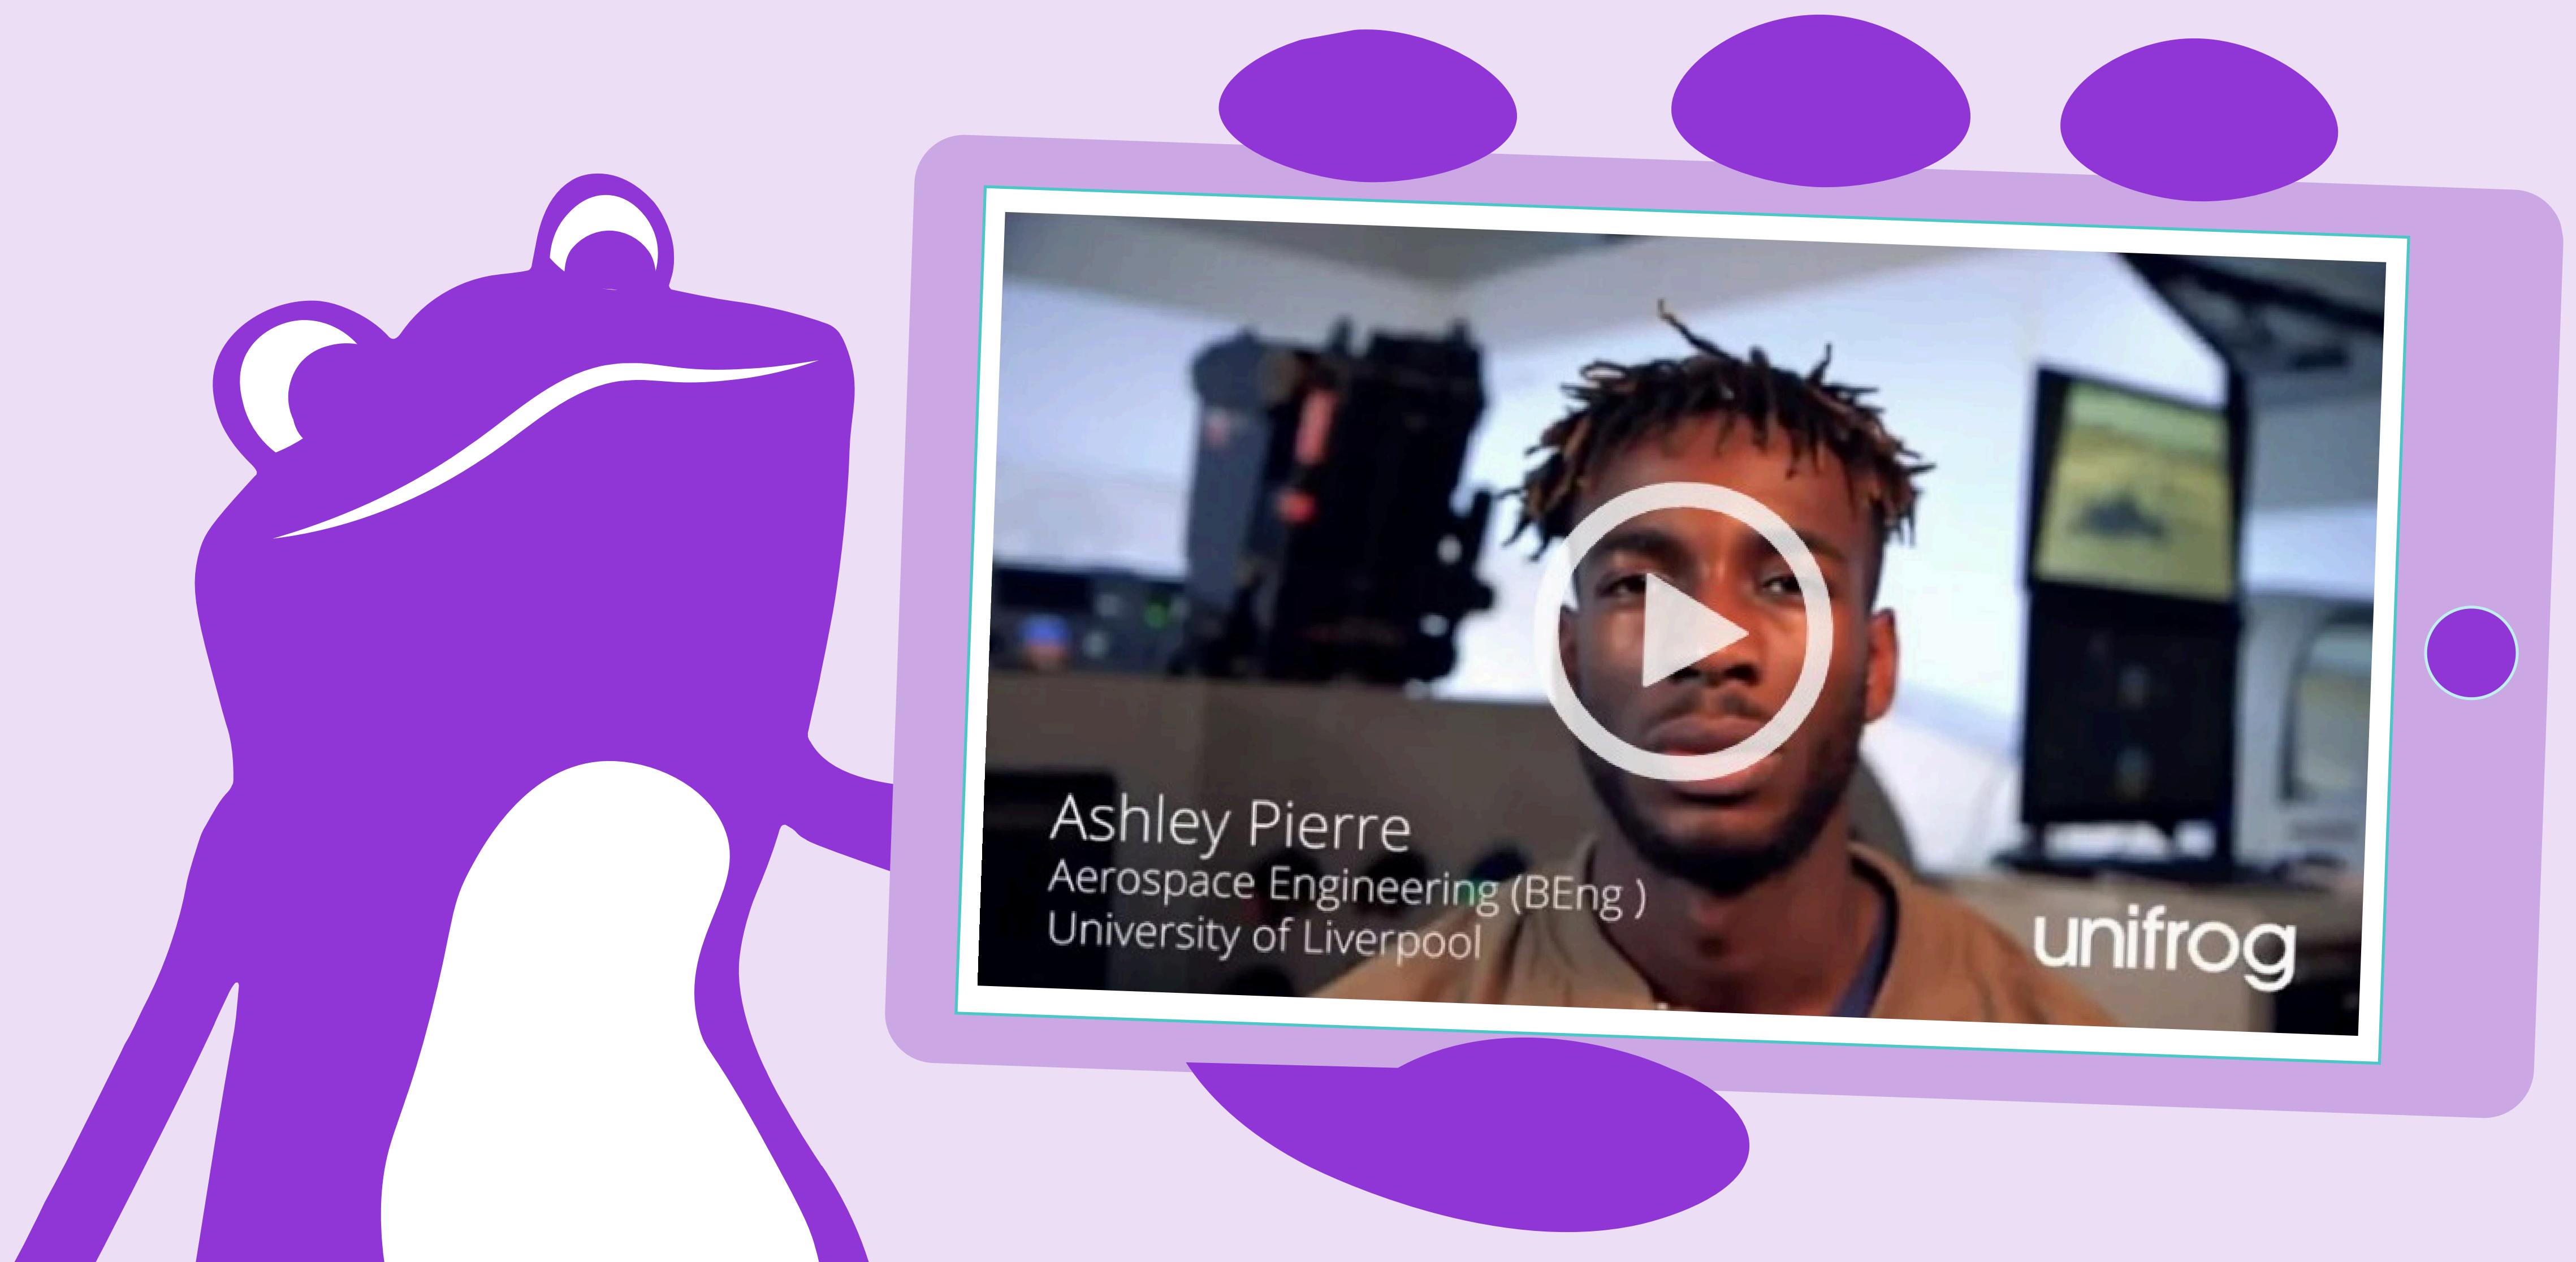 Ashley Pierre
Aerospace Engineering (BEng )
University of Liverpool
unifrog